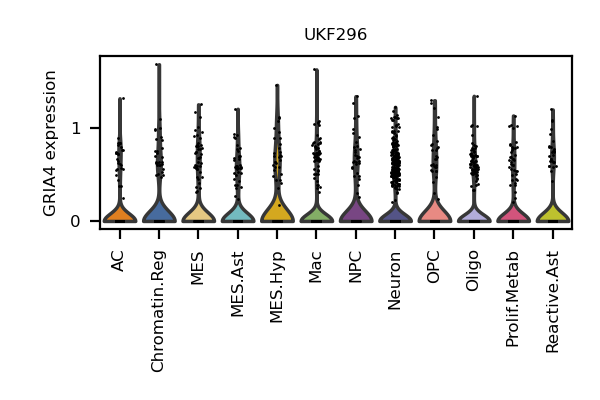 UKF296
GRIA4 expression
1
0
AC
Chromatin.Reg
MES
MES.Ast
MES.Hyp
Mac
NPC
Neuron
OPC
Oligo
Prolif.Metab
Reactive.Ast